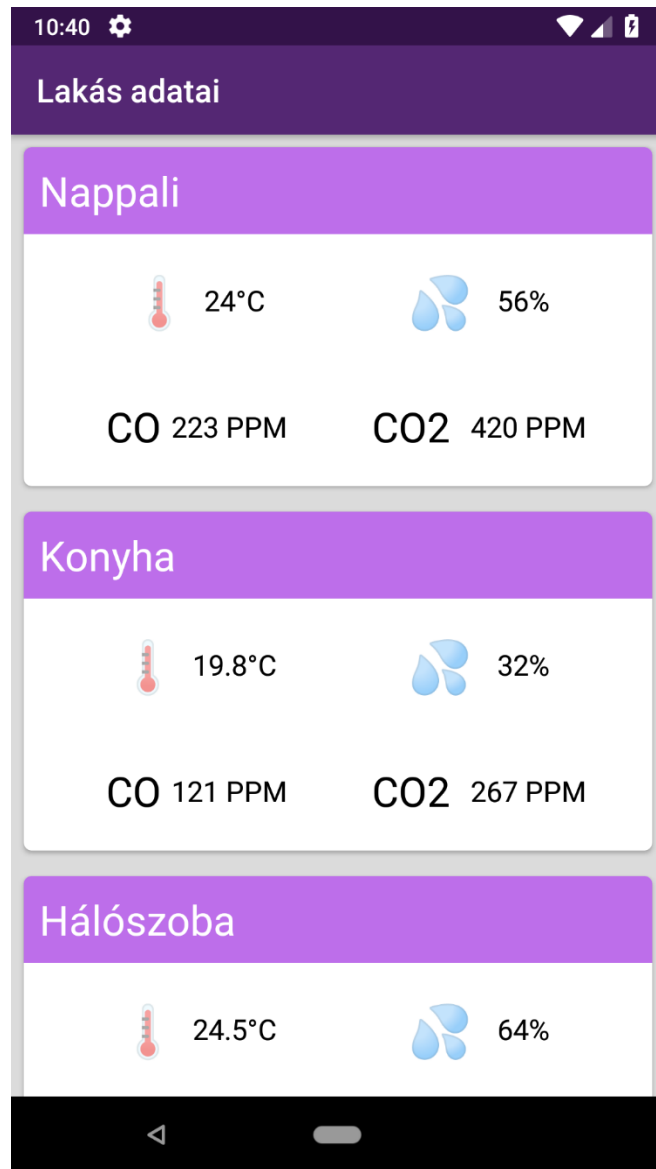 10:40
Lakás adatai
Nappali
24°C 56%
CO 223 PPM CO2 420 PPM
Konyha
19.8°C 32%
CO 121 PPM CO2 267 PPM
Hálószoba
24.5°C 64%